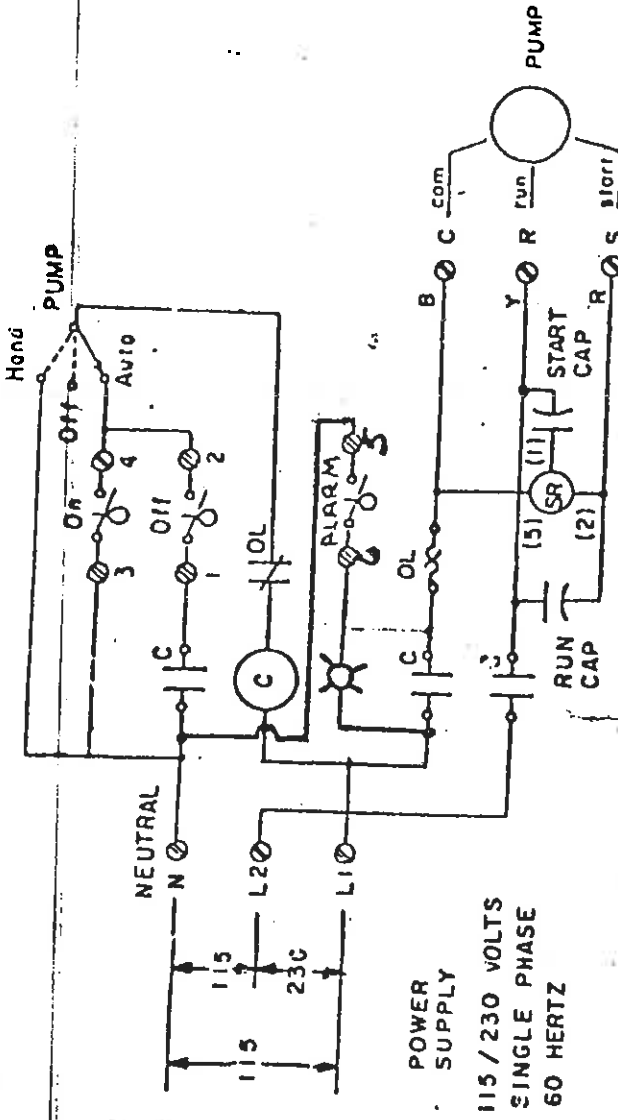 Hand
PUMP
Off
Auto
On
4
3
Off
2
1
C
OL
C
ALARM
5
6
NEUTRAL
N
L2
L1
115
230
115
POWER
SUPPLY
115/230 VOLTS
SINGLE PHASE
60 HERTZ
OL
C
B
C com
Y
R run
R
S start
PUMP
(1)
START
CAP
(5)
SR
(2)
RUN
CAP